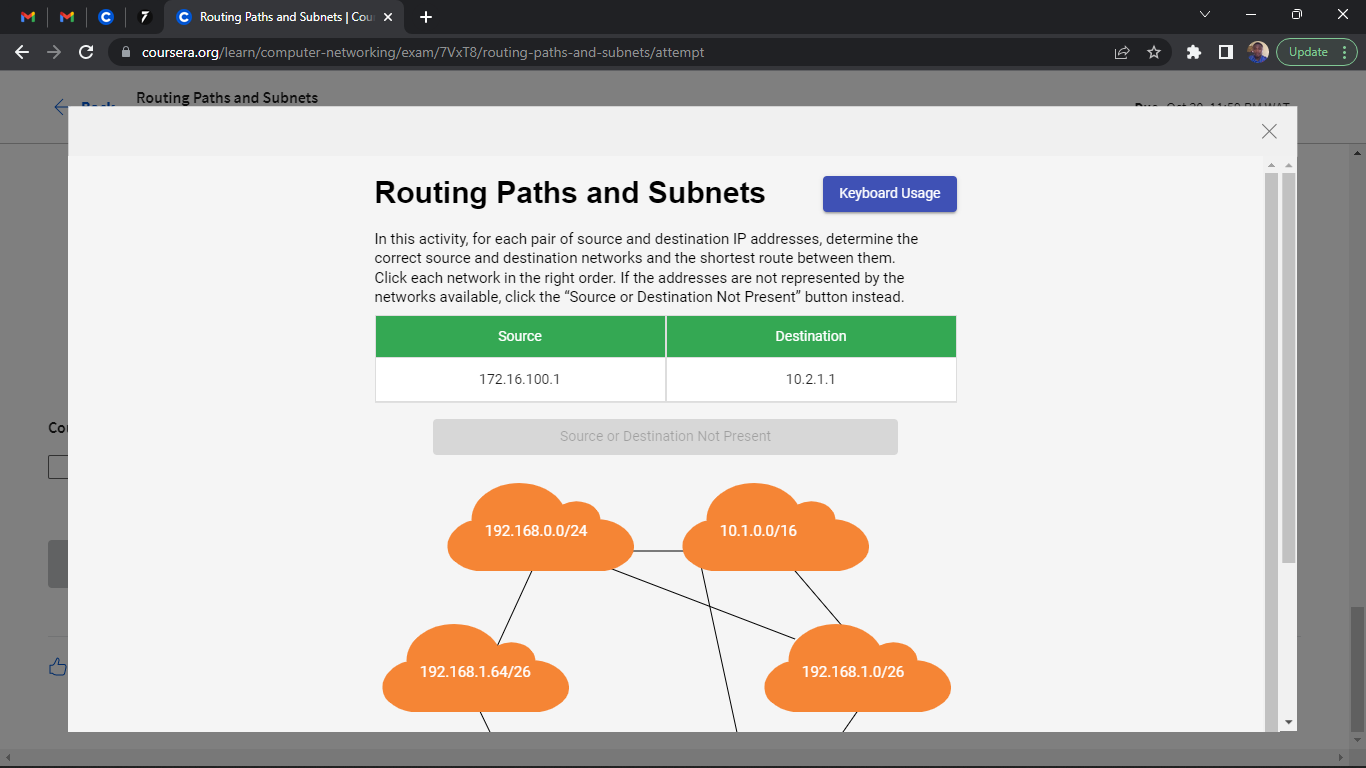 Routing Paths and Subnets | Cou
coursera.org/learn/computer-networking/exam/7VxT8/routing-paths-and-subnets/attempt
Update
Back
Routing Paths and Subnets
Due Oct 30, 11:59 PM WAT
Routing Paths and Subnets
Keyboard Usage
In this activity, for each pair of source and destination IP addresses, determine the
correct source and destination networks and the shortest route between them.
Click each network in the right order. If the addresses are not represented by the
networks available, click the “Source or Destination Not Present” button instead.
Source
Destination
172.16.100.1
10.2.1.1
Source or Destination Not Present
Cou
192.168.0.0/24
10.1.0.0/16
192.168.1.64/26
192.168.1.0/26